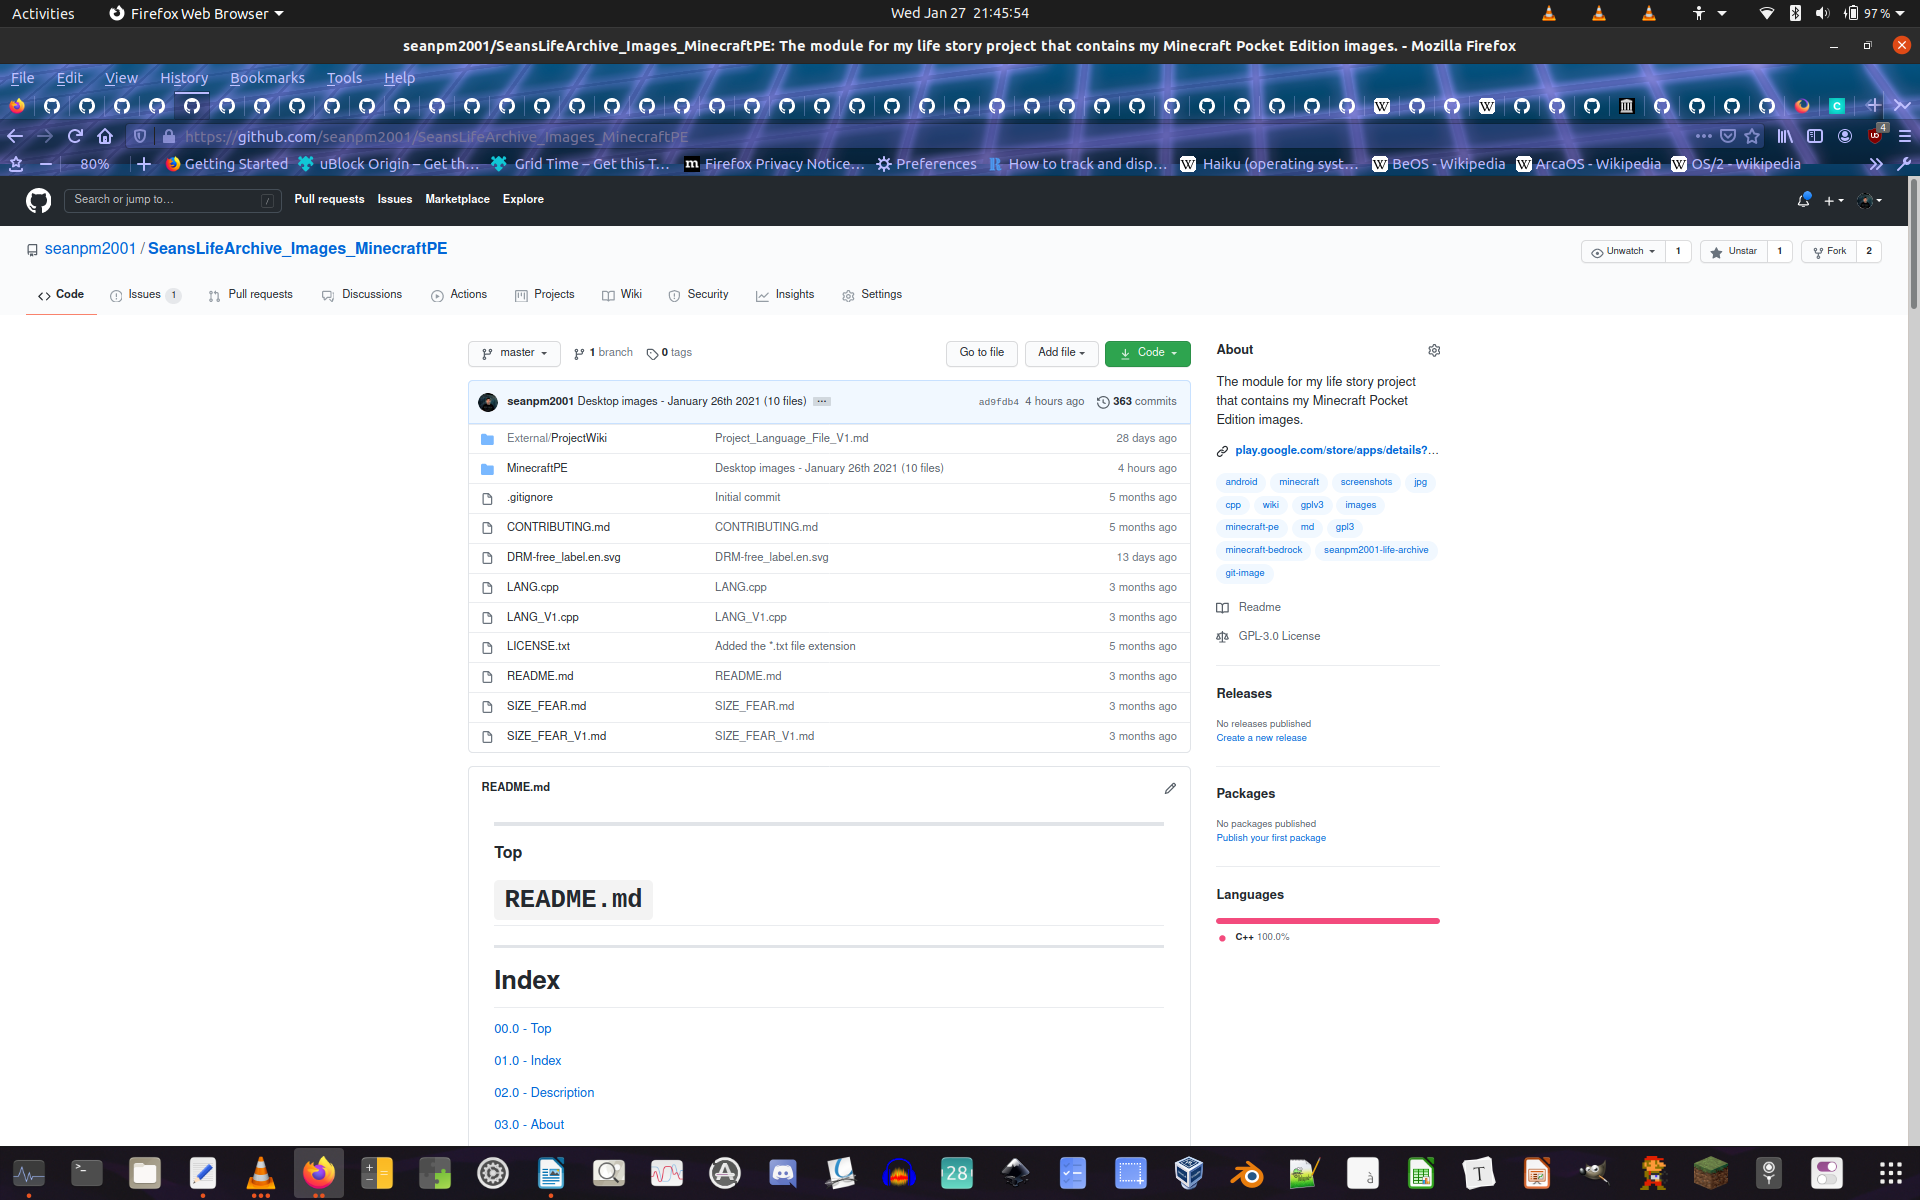 Activities
Firefox Web Browser
Wed Jan 27 21:45:54
97 %
seanpm2001/SeansLifeArchive_Images_MinecraftPE: The module for my life story project that contains my Minecraft Pocket Edition images. - Mozilla Firefox
File Edit View History Bookmarks Tools Help
https://github.com/seanpm2001/SeansLifeArchive_Images_MinecraftPE
4
80%
Getting Started
uBlock Origin – Get th…
Grid Time – Get this T…
Firefox Privacy Notice…
Preferences
How to track and disp…
Haiku (operating syst…
BeOS - Wikipedia
ArcaOS - Wikipedia
OS/2 - Wikipedia
Search or jump to…
/
Pull requests Issues Marketplace Explore
seanpm2001 / SeansLifeArchive_Images_MinecraftPE
Unwatch 1
Unstar 1
Fork 2
Code
Issues 1
Pull requests
Discussions
Actions
Projects
Wiki
Security
Insights
Settings
master
1 branch
0 tags
Go to file
Add file
Code
seanpm2001 Desktop images - January 26th 2021 (10 files) ad9fdb4 4 hours ago 363 commits
External/ProjectWiki Project_Language_File_V1.md 28 days ago
MinecraftPE Desktop images - January 26th 2021 (10 files) 4 hours ago
.gitignore Initial commit 5 months ago
CONTRIBUTING.md CONTRIBUTING.md 5 months ago
DRM-free_label.en.svg DRM-free_label.en.svg 13 days ago
LANG.cpp LANG.cpp 3 months ago
LANG_V1.cpp LANG_V1.cpp 3 months ago
LICENSE.txt Added the *.txt file extension 5 months ago
README.md README.md 3 months ago
SIZE_FEAR.md SIZE_FEAR.md 3 months ago
SIZE_FEAR_V1.md SIZE_FEAR_V1.md 3 months ago
README.md
Top
README.md
Index
00.0 - Top
01.0 - Index
02.0 - Description
03.0 - About
About
The module for my life story project
that contains my Minecraft Pocket
Edition images.
play.google.com/store/apps/details?…
android minecraft screenshots jpg
cpp wiki gplv3 images
minecraft-pe md gpl3
minecraft-bedrock seanpm2001-life-archive
git-image
Readme
GPL-3.0 License
Releases
No releases published
Create a new release
Packages
No packages published
Publish your first package
Languages
C++ 100.0%
28